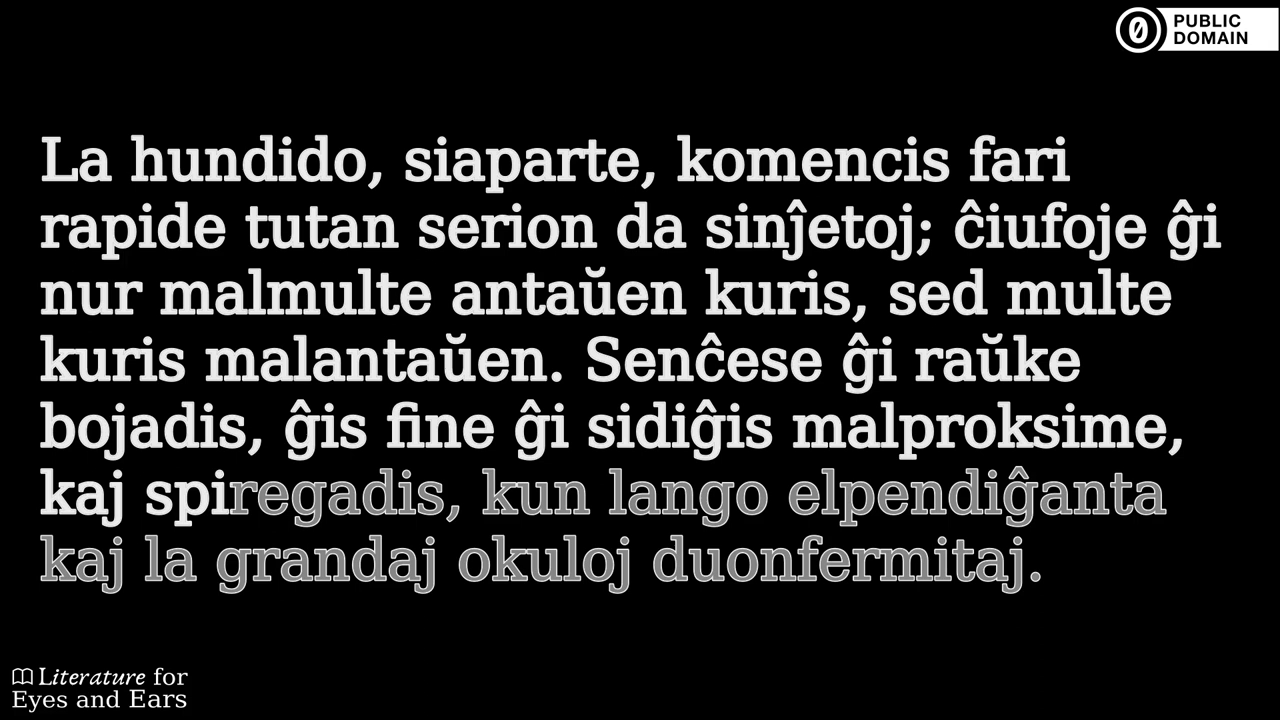 PUBLIC
DOMAIN
La hundido, siaparte, komencis fari
rapide tutan serion da sinĵetoj; ĉiufoje ĝi
nur malmulte antaŭen kuris, sed multe
kuris malantaŭen. Senĉese ĝi raŭke
bojadis, ĝis fine ĝi sidiĝis malproksime,
kaj spiregadis, kun lango elpendiĝanta
kaj la grandaj okuloj duonfermitaj.
Literature for
Eyes and Ears